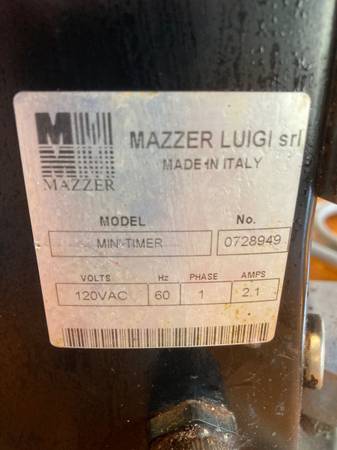 MAZZER
MAZZER LUIGI srl
MADE IN ITALY
MODEL No.
MINI TIMER 0728949
VOLTS Hz PHASE AMPS
120VAC 60 1 2.1